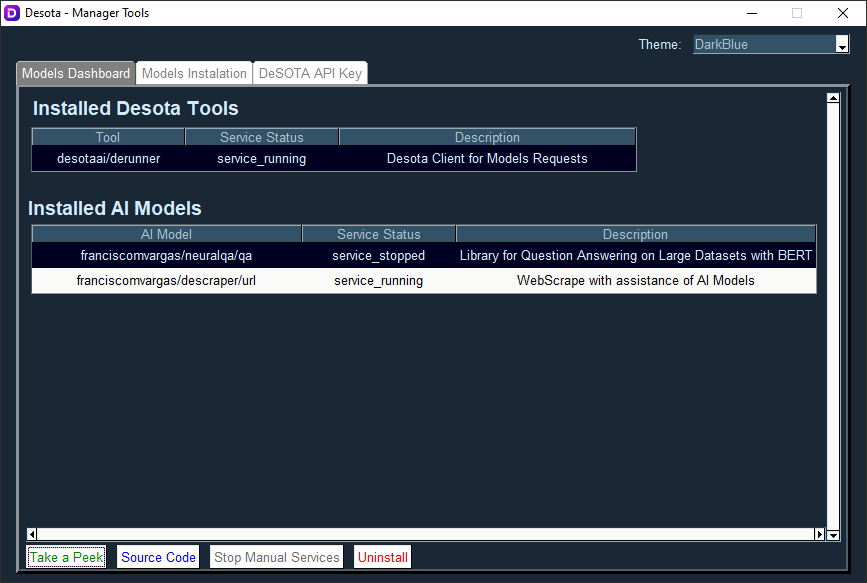 Desota - Manager Tools
Theme: DarkBlue
Models Dashboard Models Instalation DeSOTA API Key
Installed Desota Tools
Tool Service Status Description
desotaai/derunner service_running Desota Client for Models Requests
Installed AI Models
AI Model Service Status Description
franciscomvargas/neuralqa/qa service_stopped Library for Question Answering on Large Datasets with BERT
franciscomvargas/descraper/url service_running WebScrape with assistance of AI Models
Take a Peek Source Code Stop Manual Services Uninstall